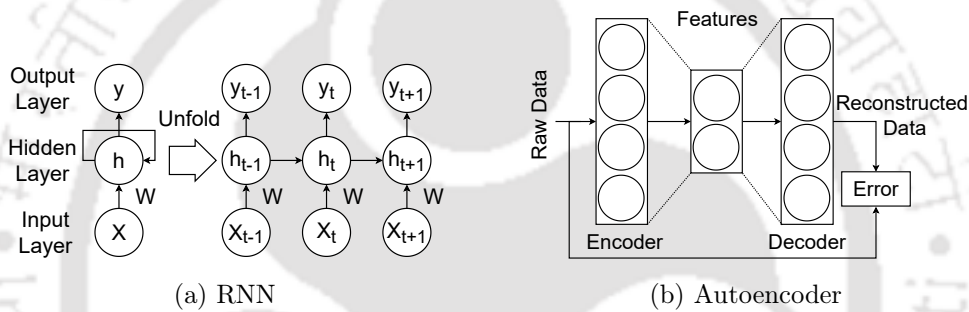 Output
Layer
Hidden
Layer
Input
Layer
y
h
X
W
Unfold
y_{t-1}
y_t
y_{t+1}
h_{t-1}
h_t
h_{t+1}
W
W
W
X_{t-1}
X_t
X_{t+1}
(a) RNN
Raw Data
Features
Encoder
Decoder
Reconstructed
Data
Error
(b) Autoencoder